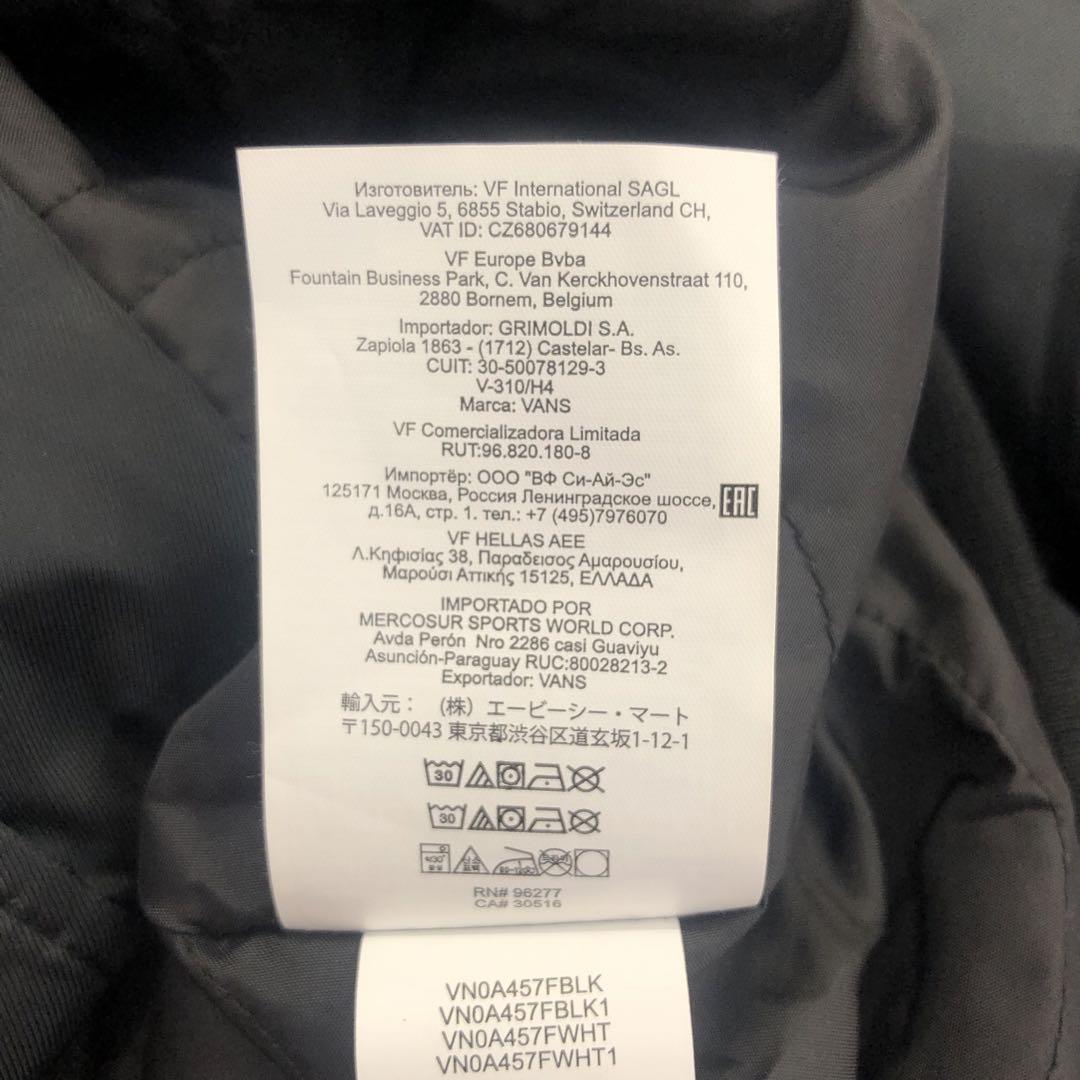 Изготовитель: VF International SAGL
Via Laveggio 5, 6855 Stabio, Switzerland CH,
VAT ID: CZ680679144
VF Europe Bvba
Fountain Business Park, C. Van Kerckhovenstraat 110,
2880 Bornem, Belgium
Importador: GRIMOLDI S.A.
Zapiola 1863 - (1712) Castelar- Bs. As.
CUIT: 30-50078129-3
V-310/H4
Marca: VANS
VF Comercializadora Limitada
RUT:96.820.180-8
Импортёр: ООО "ВФ Си-Ай-Эс"
125171 Москва, Россия Ленинградское шоссе,
д.16А, стр. 1. тел.: +7 (495)7976070
EAC
VF HELLAS AEE
Λ.Κηφισίας 38, Παραδεισος Αμαρουσίου,
Μαρούσι Αττικής 15125, ΕΛΛΑΔΑ
IMPORTADO POR
MERCOSUR SPORTS WORLD CORP.
Avda Perón Nro 2286 casi Guaviyu
Asunción-Paraguay RUC:80028213-2
Exportador: VANS
輸入元： （株）エービーシー・マート
〒150-0043 東京都渋谷区道玄坂1-12-1
30
30
RN# 96277
CA# 30516
VN0A457FBLK
VN0A457FBLK1
VN0A457FWHT
VN0A457FWHT1